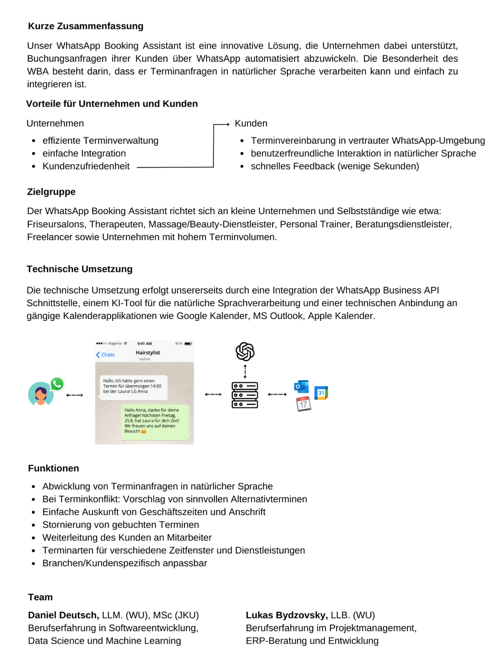 Kurze Zusammenfassung
Unser WhatsApp Booking Assistant ist eine innovative Lösung, die Unternehmen dabei unterstützt,
Buchungsanfragen ihrer Kunden über WhatsApp automatisiert abzuwickeln. Die Besonderheit des
WBA besteht darin, dass er Terminanfragen in natürlicher Sprache verarbeiten kann und einfach zu
integrieren ist.
Vorteile für Unternehmen und Kunden
Unternehmen
• effiziente Terminverwaltung
• einfache Integration
• Kundenzufriedenheit
Kunden
• Terminvereinbarung in vertrauter WhatsApp-Umgebung
• benutzerfreundliche Interaktion in natürlicher Sprache
• schnelles Feedback (wenige Sekunden)
Zielgruppe
Der WhatsApp Booking Assistant richtet sich an kleine Unternehmen und Selbstständige wie etwa:
Friseursalons, Therapeuten, Massage/Beauty-Dienstleister, Personal Trainer, Beratungsdienstleister,
Freelancer sowie Unternehmen mit hohem Terminvolumen.
Technische Umsetzung
Die technische Umsetzung erfolgt unsererseits durch eine Integration der WhatsApp Business API
Schnittstelle, einem KI-Tool für die natürliche Sprachverarbeitung und einer technischen Anbindung an
gängige Kalenderapplikationen wie Google Kalender, MS Outlook, Apple Kalender.
9:41 AM
Chats
Hairstylist
Hallo, ich hätte gern einen
Termin für übermorgen 14:00
bei der Laura! LG Anna
Hallo Anna, danke für deine
Anfrage! Nächsten Freitag,
25.8, hat Laura für dich Zeit!
Wir freuen uns auf deinen
Besuch! 😊
17
31
Funktionen
• Abwicklung von Terminanfragen in natürlicher Sprache
• Bei Terminkonflikt: Vorschlag von sinnvollen Alternativterminen
• Einfache Auskunft von Geschäftszeiten und Anschrift
• Stornierung von gebuchten Terminen
• Weiterleitung des Kunden an Mitarbeiter
• Terminarten für verschiedene Zeitfenster und Dienstleistungen
• Branchen/Kundenspezifisch anpassbar
Team
Daniel Deutsch, LLM. (WU), MSc (JKU)
Berufserfahrung in Softwareentwicklung,
Data Science und Machine Learning
Lukas Bydzovsky, LLB. (WU)
Berufserfahrung im Projektmanagement,
ERP-Beratung und Entwicklung